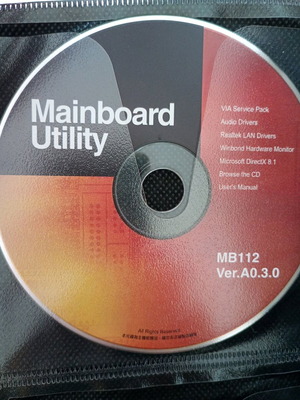 Mainboard
Utility
VIA Service Pack
Audio Drivers
Realtek LAN Drivers
Winbond Hardware Monitor
Microsoft DirectX 8.1
Browse the CD
User's Manual
MB112
Ver.A0.3.0
All Rights Reserved